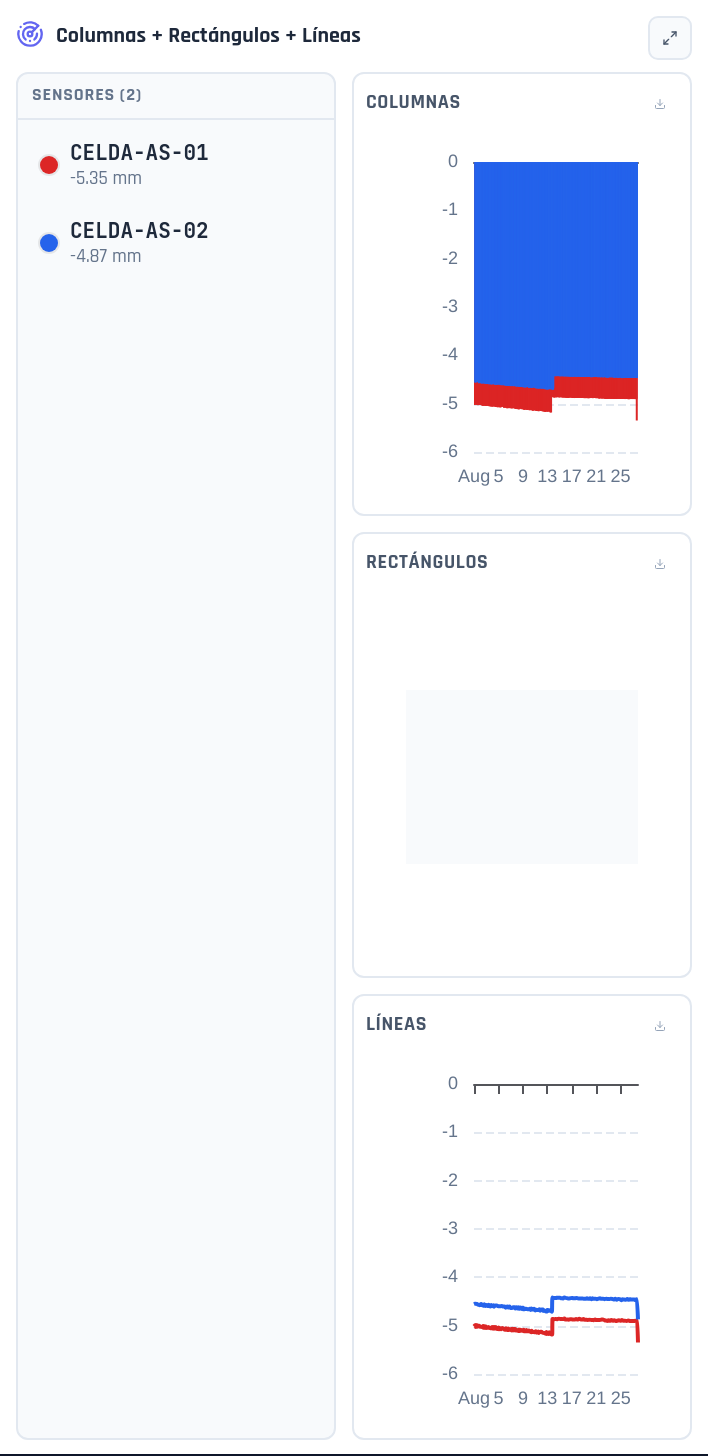 Columnas + Rectángulos + Líneas
SENSORES (2)
CELDA-AS-01
-5.35 mm
CELDA-AS-02
-4.87 mm
COLUMNAS
0
-1
-2
-3
-4
-5
-6
Aug 5 9 13 17 21 25
RECTÁNGULOS
LÍNEAS
0
-1
-2
-3
-4
-5
-6
Aug 5 9 13 17 21 25